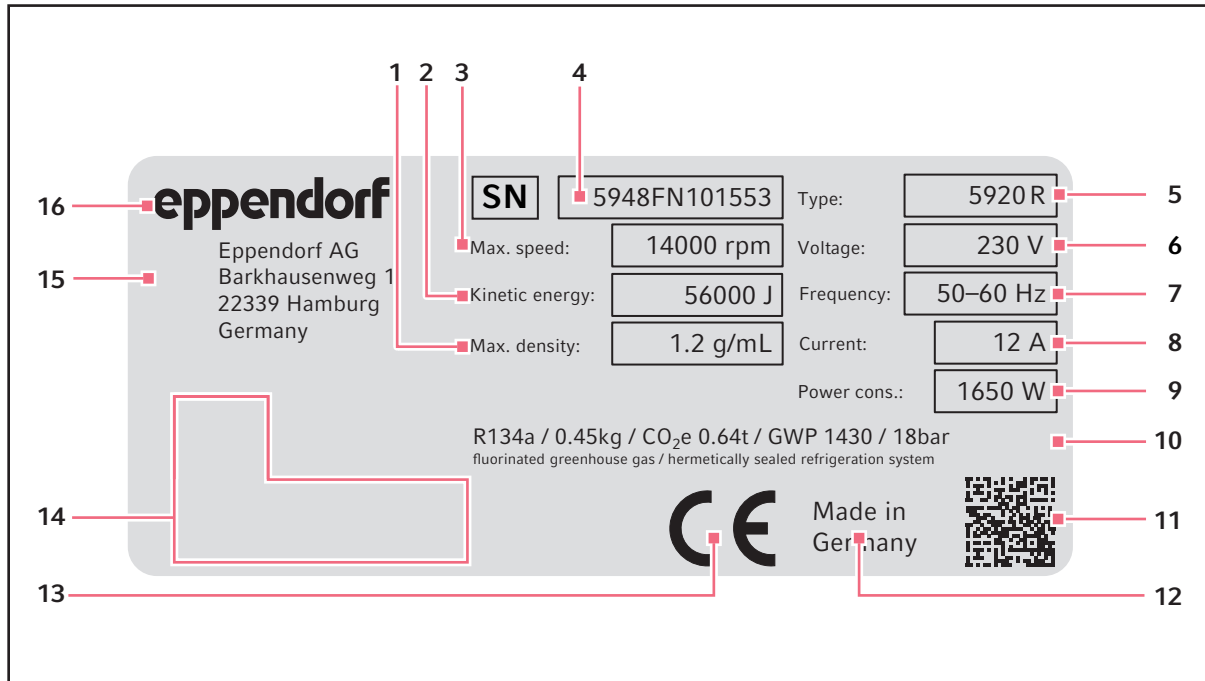 1 2 3 4
16 eppendorf SN 5948FN101553 Type: 5920 R 5
15 Eppendorf AG
Barkhausenweg 1
22339 Hamburg
Germany
3 Max. speed: 14000 rpm Voltage: 230 V 6
Kinetic energy: 56000 J Frequency: 50–60 Hz 7
Max. density: 1.2 g/mL Current: 12 A 8
Power cons.: 1650 W 9
R134a / 0.45kg / CO₂e 0.64t / GWP 1430 / 18bar 10
fluorinated greenhouse gas / hermetically sealed refrigeration system
14 CE Made in
Germany 11
13 12